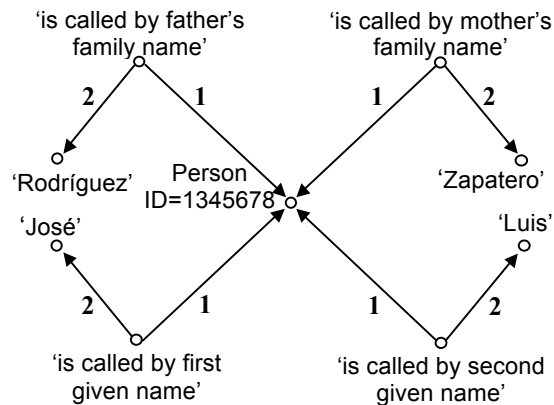 ‘is called by father’s
family name’
‘is called by mother’s
family name’
2
1
1
2
‘Rodríguez’
Person
ID=1345678
‘Zapatero’
‘José’
‘Luis’
2
1
1
2
‘is called by first
given name’
‘is called by second
given name’